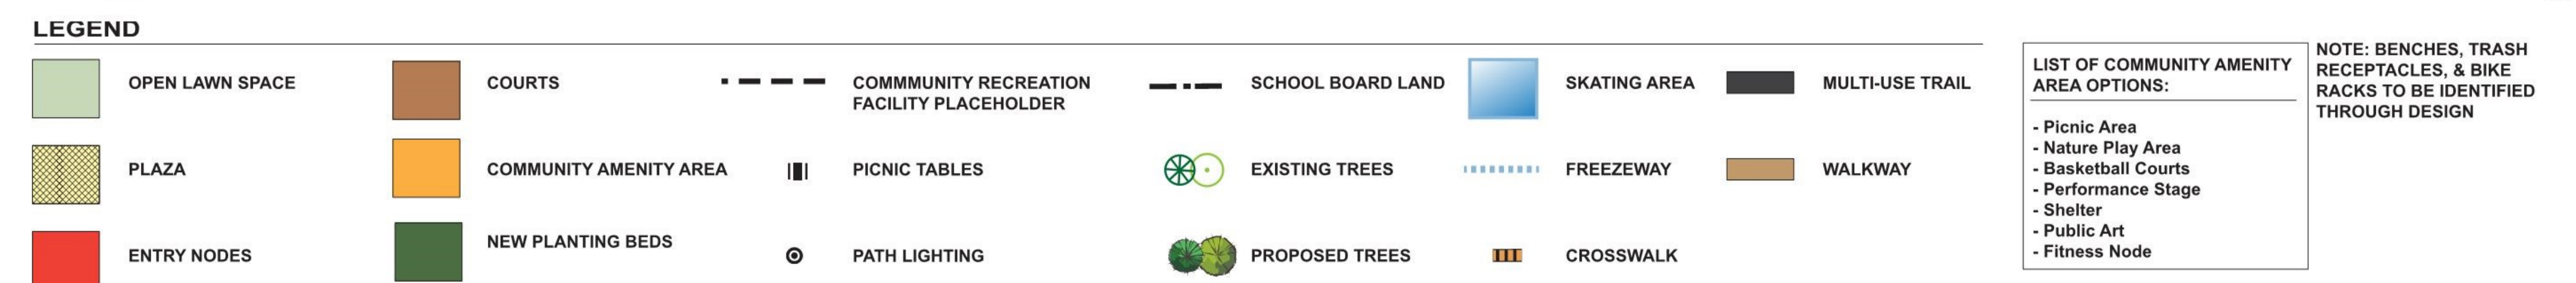 LEGEND
OPEN LAWN SPACE
PLAZA
ENTRY NODES
COURTS
COMMUNITY AMENITY AREA
NEW PLANTING BEDS
COMMMUNITY RECREATION
FACILITY PLACEHOLDER
PICNIC TABLES
PATH LIGHTING
SCHOOL BOARD LAND
EXISTING TREES
PROPOSED TREES
SKATING AREA
FREEZEWAY
CROSSWALK
MULTI-USE TRAIL
WALKWAY
LIST OF COMMUNITY AMENITY
AREA OPTIONS:
- Picnic Area
- Nature Play Area
- Basketball Courts
- Performance Stage
- Shelter
- Public Art
- Fitness Node
NOTE: BENCHES, TRASH
RECEPTACLES, & BIKE
RACKS TO BE IDENTIFIED
THROUGH DESIGN